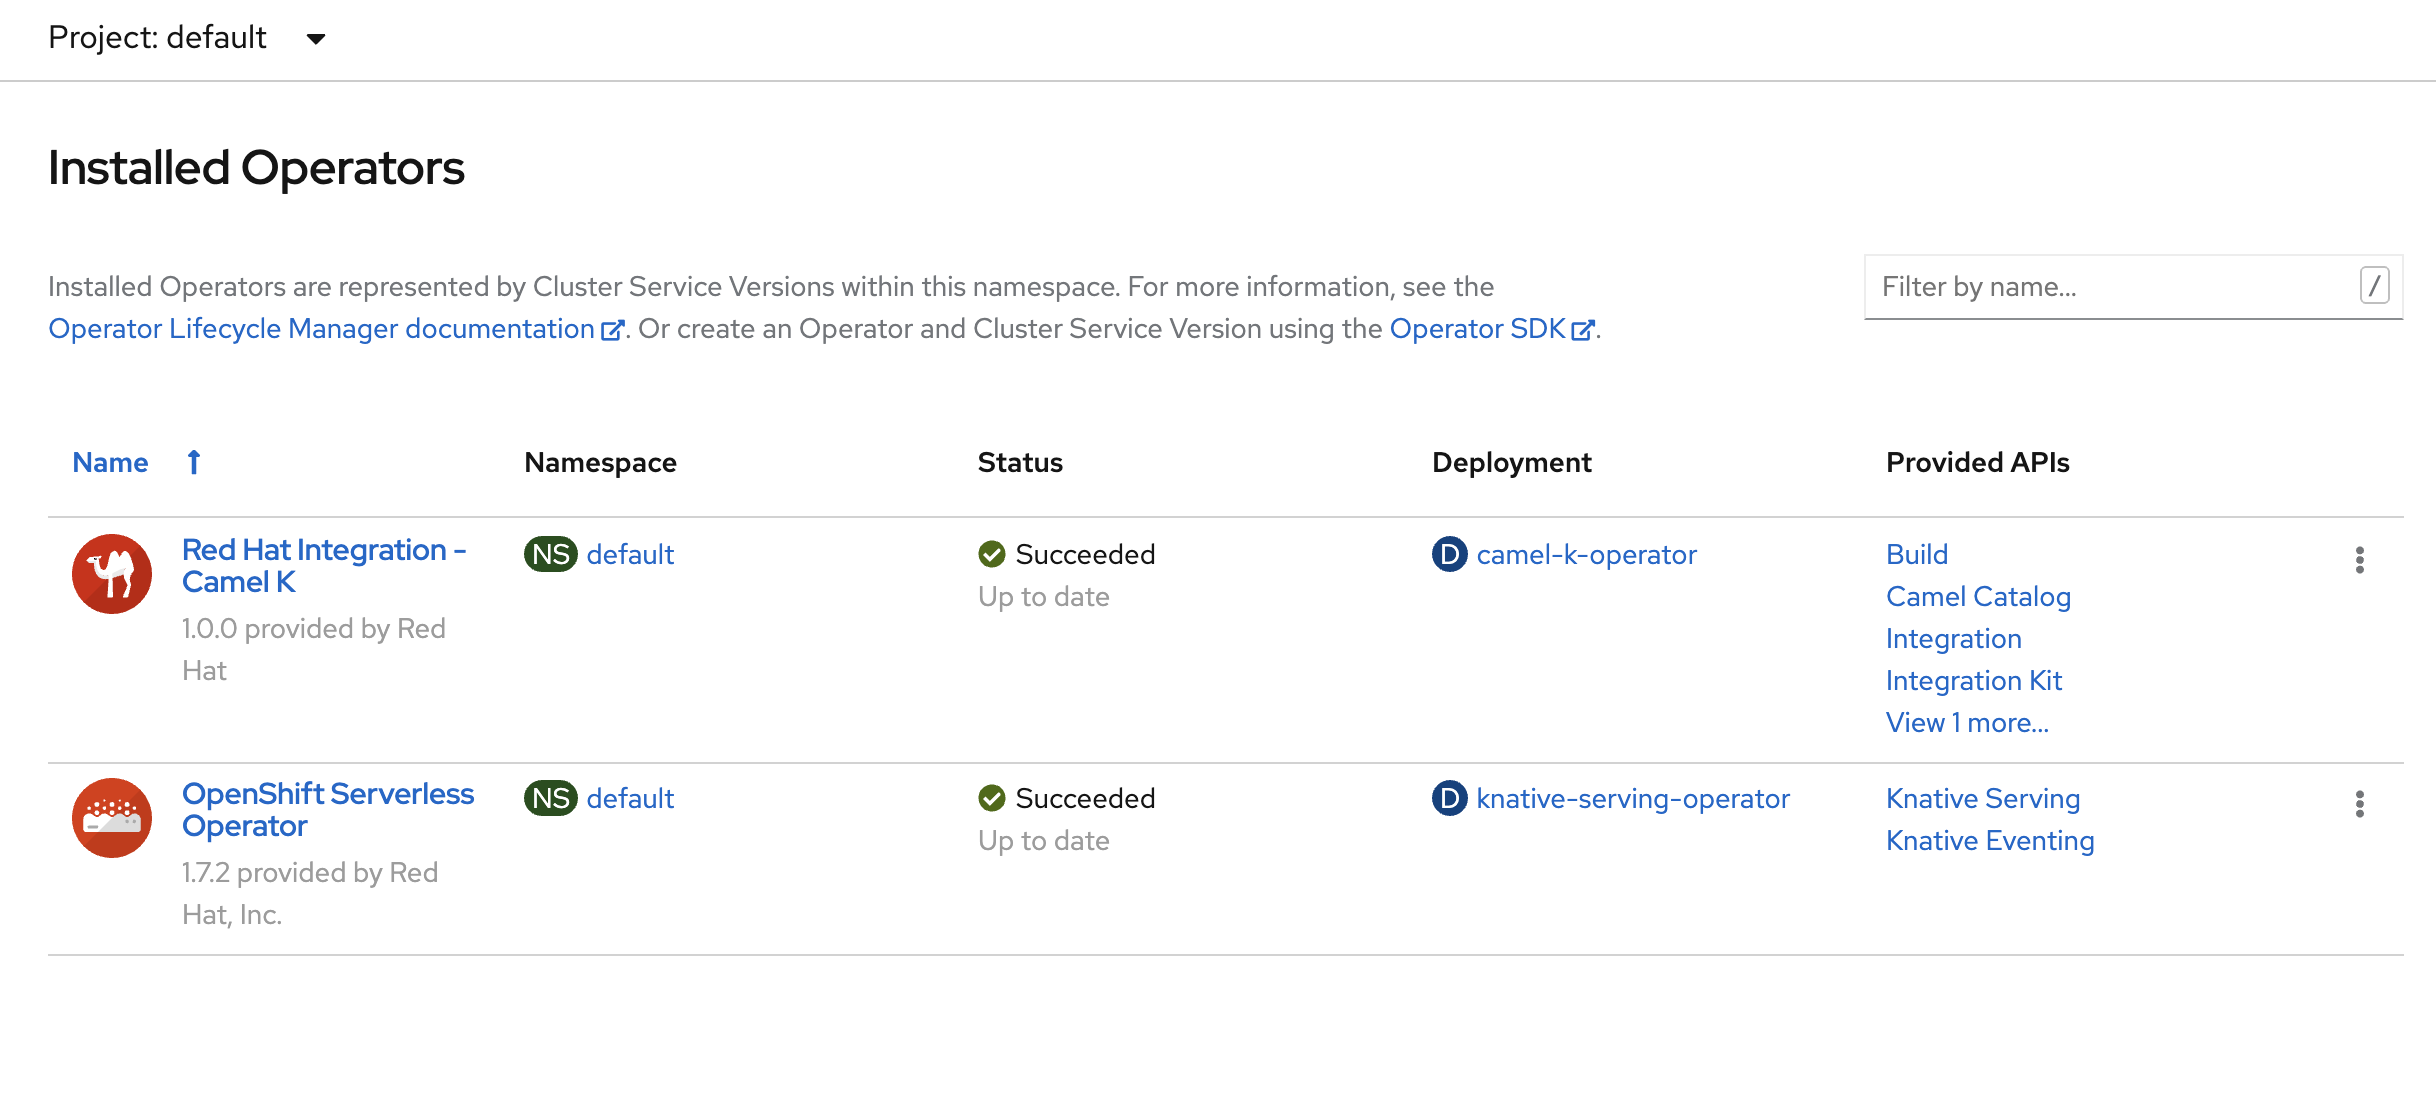 Project: default
Installed Operators
Installed Operators are represented by Cluster Service Versions within this namespace. For more information, see the
Operator Lifecycle Manager documentation. Or create an Operator and Cluster Service Version using the Operator SDK.
Filter by name...
/
Name
Namespace
Status
Deployment
Provided APIs
Red Hat Integration -
Camel K
1.0.0 provided by Red
Hat
NS default
Succeeded
Up to date
D camel-k-operator
Build
Camel Catalog
Integration
Integration Kit
View 1 more...
OpenShift Serverless
Operator
1.7.2 provided by Red
Hat, Inc.
NS default
Succeeded
Up to date
D knative-serving-operator
Knative Serving
Knative Eventing